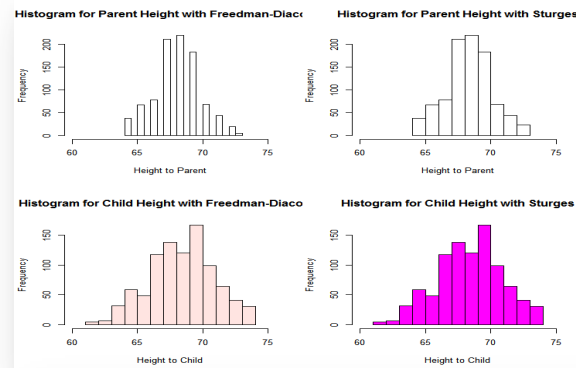 Histogram for Parent Height with Freedman-Diacc
Frequency
0 50 100 150 200
60 65 70 75
Height to Parent
Histogram for Parent Height with Sturges
Frequency
0 50 100 150 200
60 65 70 75
Height to Parent
Histogram for Child Height with Freedman-Diaco
Frequency
0 50 100 150
60 65 70 75
Height to Child
Histogram for Child Height with Sturges
Frequency
0 50 100 150
60 65 70 75
Height to Child